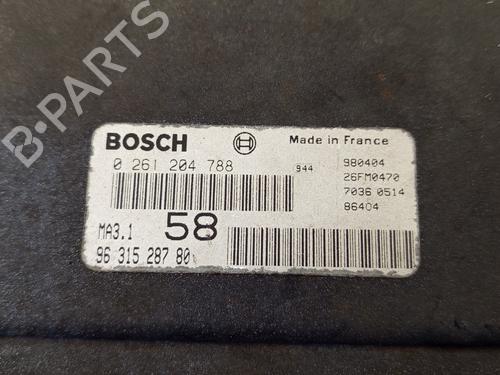 B-PARTS
BOSCH
Made in France
0 261 204 788
944
980404
26FM0470
7036 0514
86404
MA3.1
58
96 315 287 80